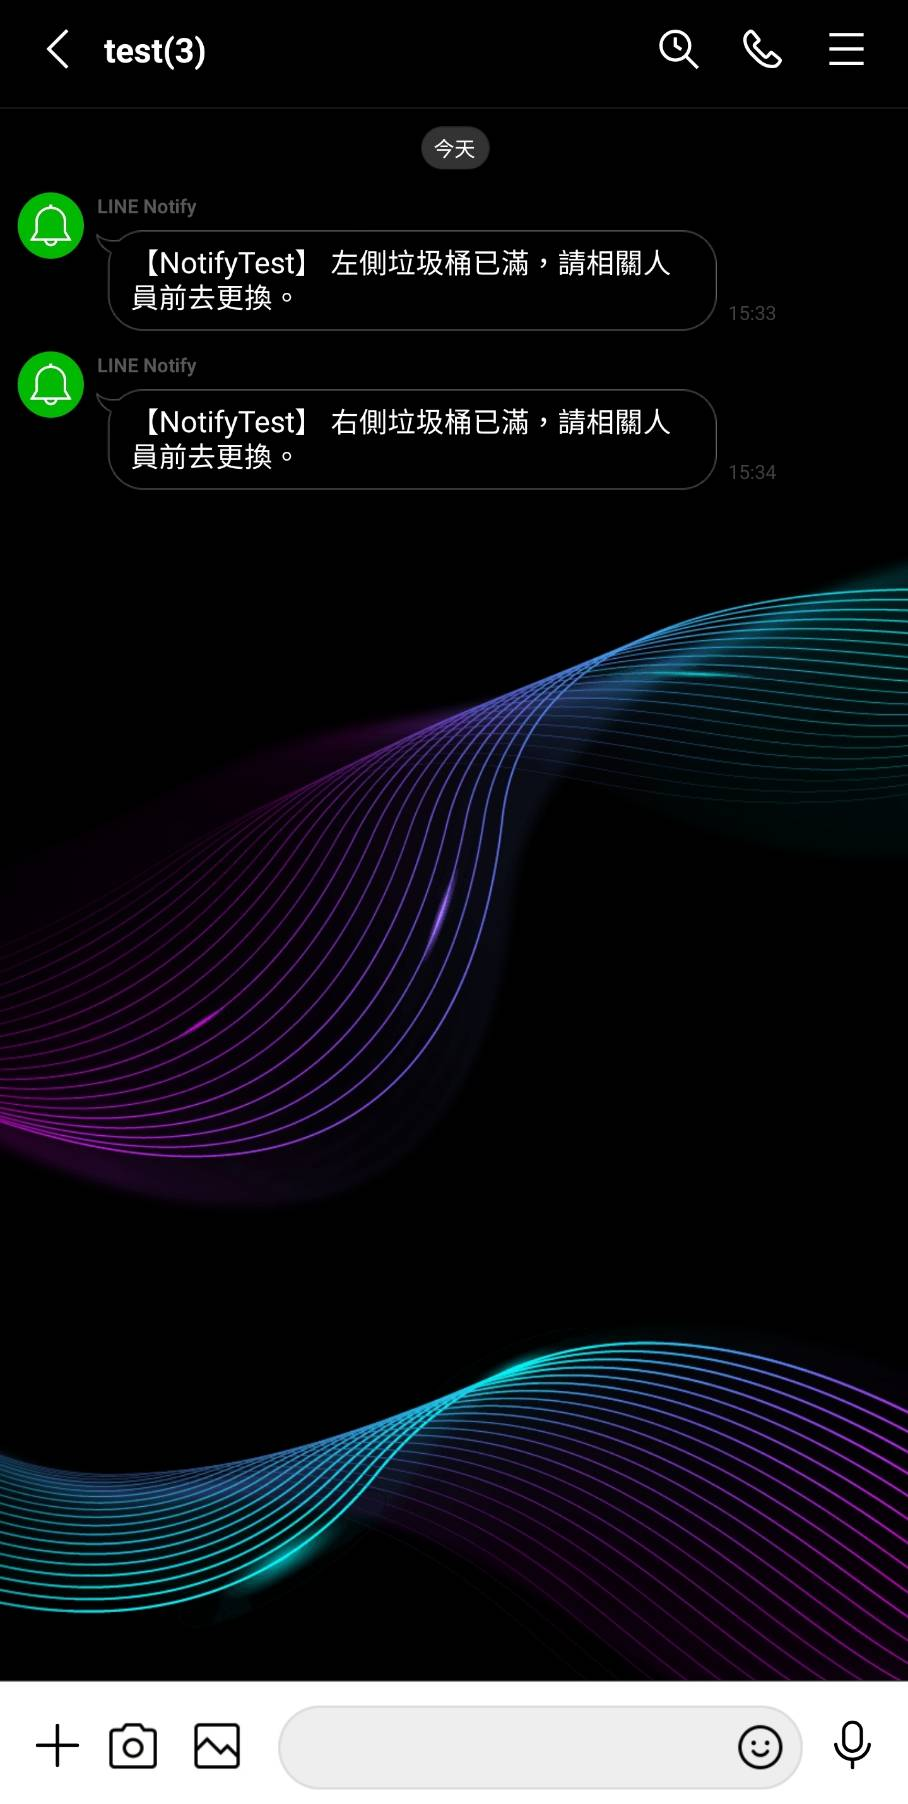 test(3)
今天
LINE Notify
【NotifyTest】 左側垃圾桶已滿，請相關人
員前去更換。
15:33
LINE Notify
【NotifyTest】 右側垃圾桶已滿，請相關人
員前去更換。
15:34